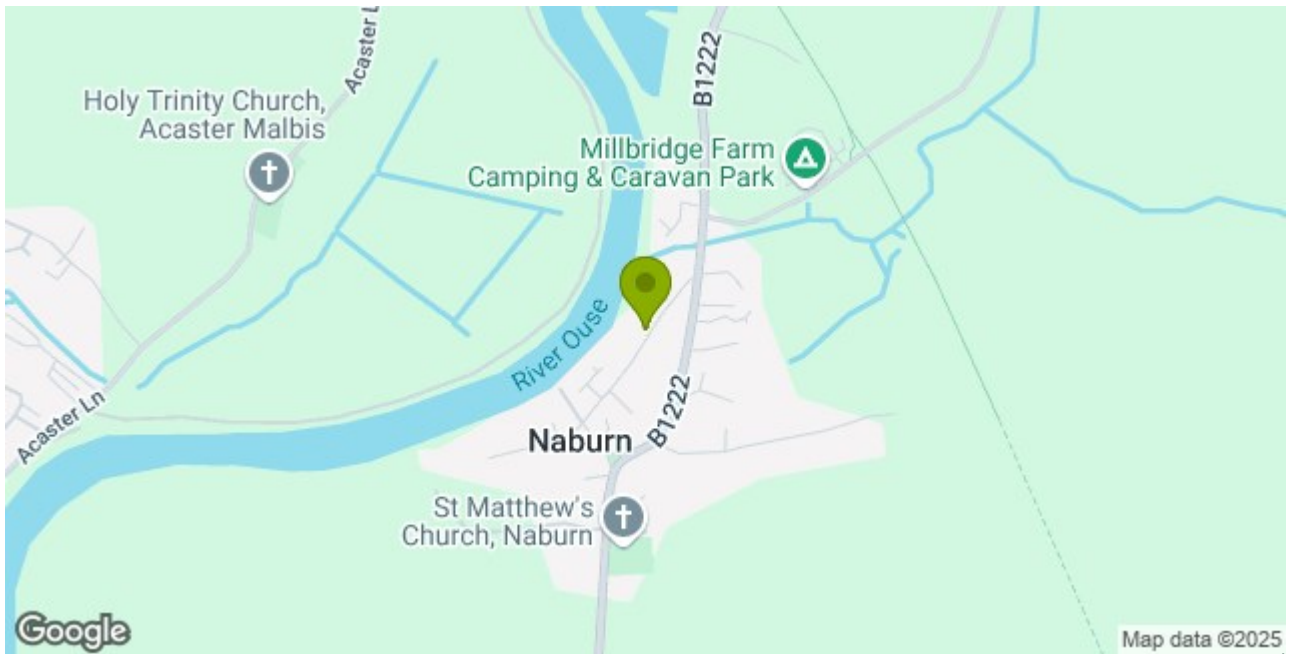 Acaster L
B1222
Holy Trinity Church,
Acaster Malbis
Millbridge Farm
Camping & Caravan Park
River Ouse
Acaster Ln
B1222
Naburn
St Matthew's
Church, Naburn
Google
Map data ©2025